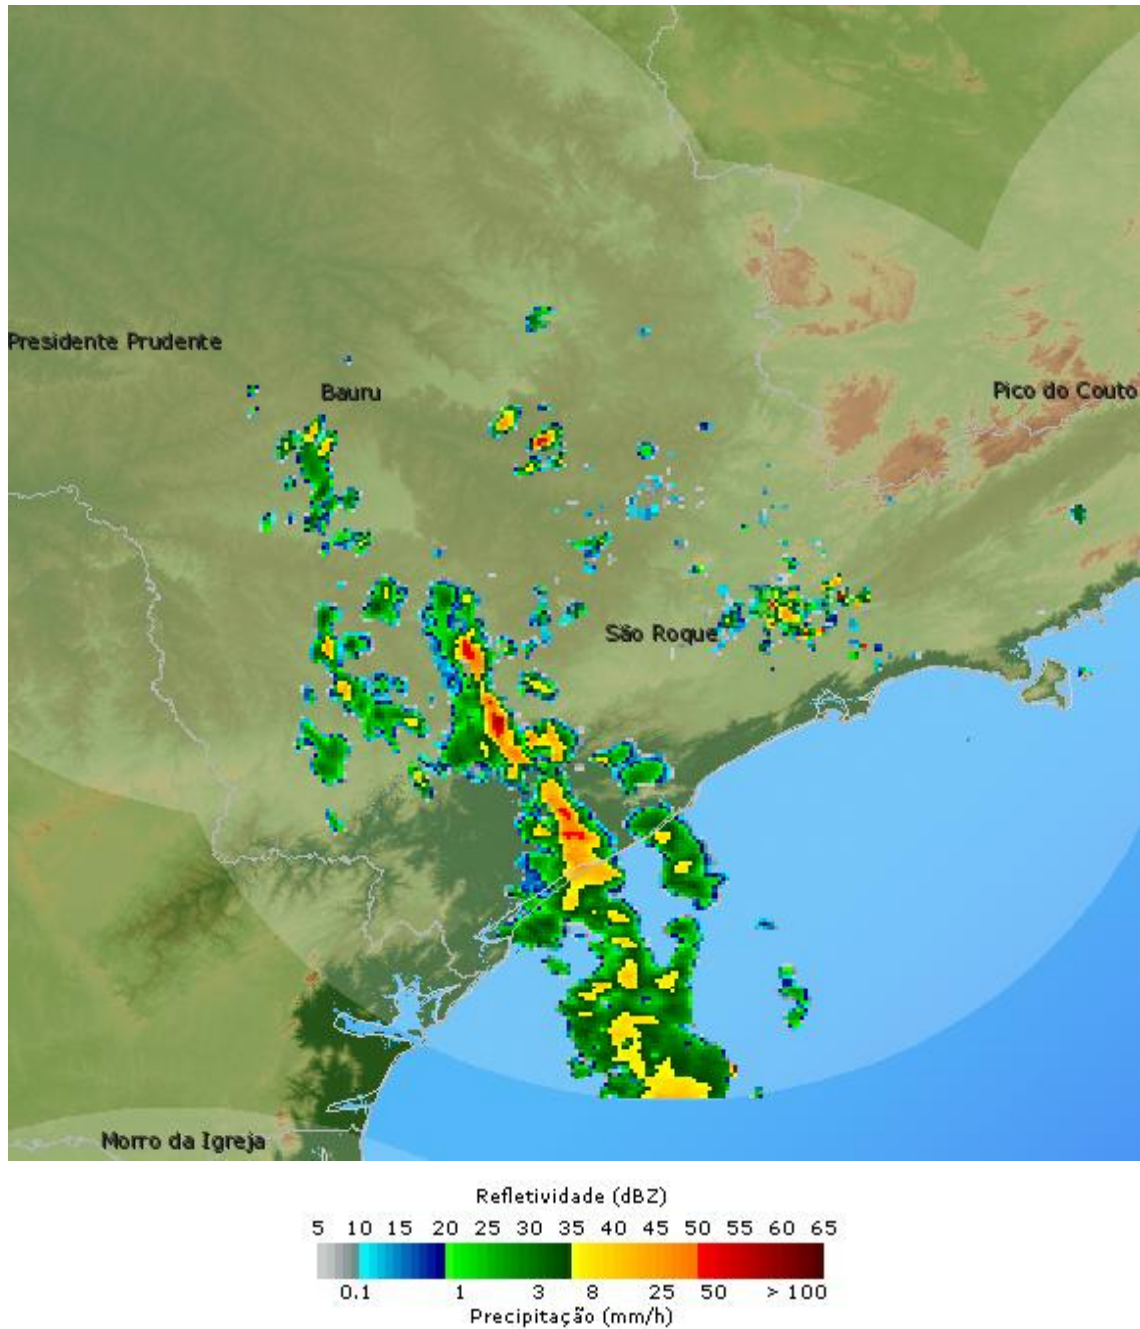 Presidente Prudente
Bauru
Pico do Couto
São Roque
Morro da Igreja
Refletividade (dBZ)
5 10 15 20 25 30 35 40 45 50 55 60 65
0.1 1 3 8 25 50 > 100
Precipitação (mm/h)